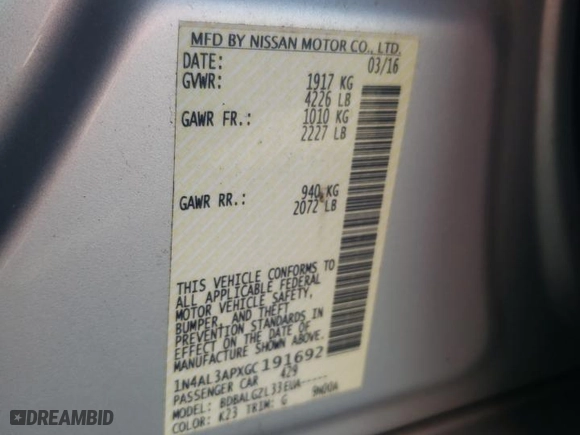 MFD BY NISSAN MOTOR CO., LTD.
DATE: 03/16
GVWR: 1917 KG
4226 LB
GAWR FR.: 1010 KG
2227 LB
GAWR RR.: 940 KG
2072 LB
THIS VEHICLE CONFORMS TO
ALL APPLICABLE FEDERAL
MOTOR VEHICLE SAFETY,
BUMPER, AND THEFT
PREVENTION STANDARDS IN
EFFECT ON THE DATE OF
MANUFACTURE SHOWN ABOVE.
1N4AL3APXGC191692
PASSENGER CAR 429
MODEL: BDBALGZL33EUA-----
COLOR: K23 TRIM: G 9N00A
DREAMBID